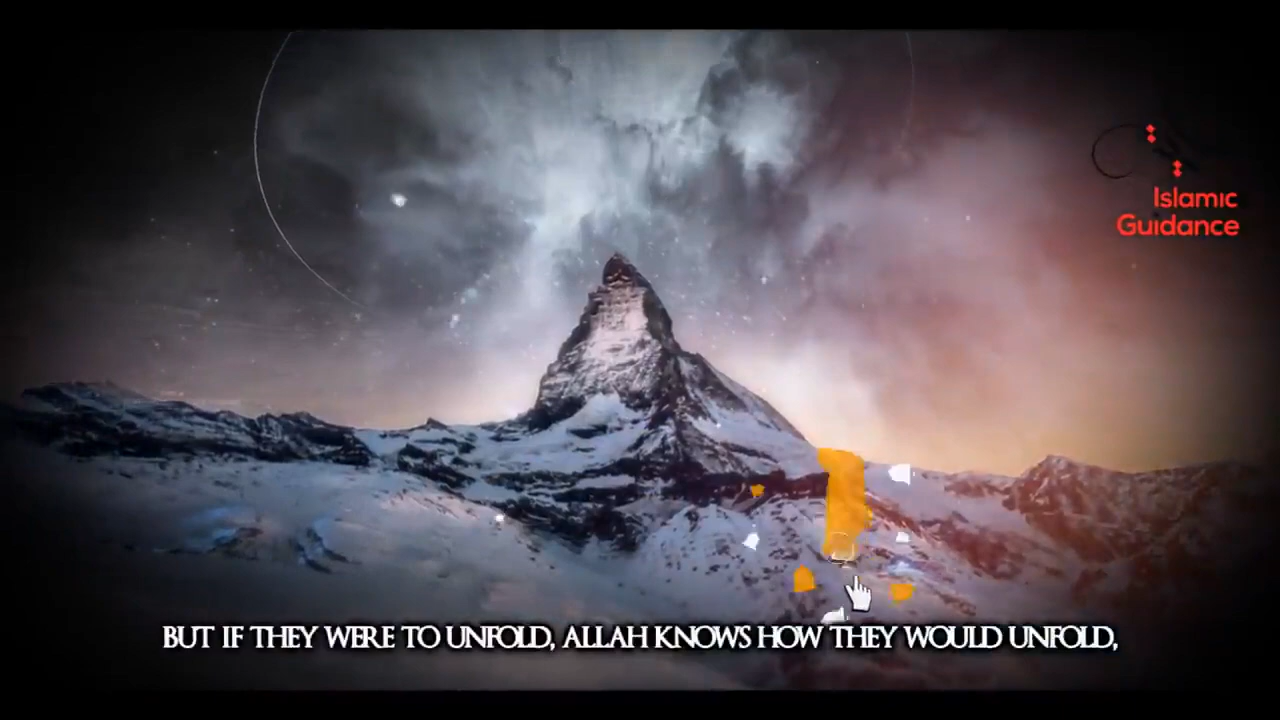 Islamic
Guidance
BUT IF THEY WERE TO UNFOLD, ALLAH KNOWS HOW THEY WOULD UNFOLD,